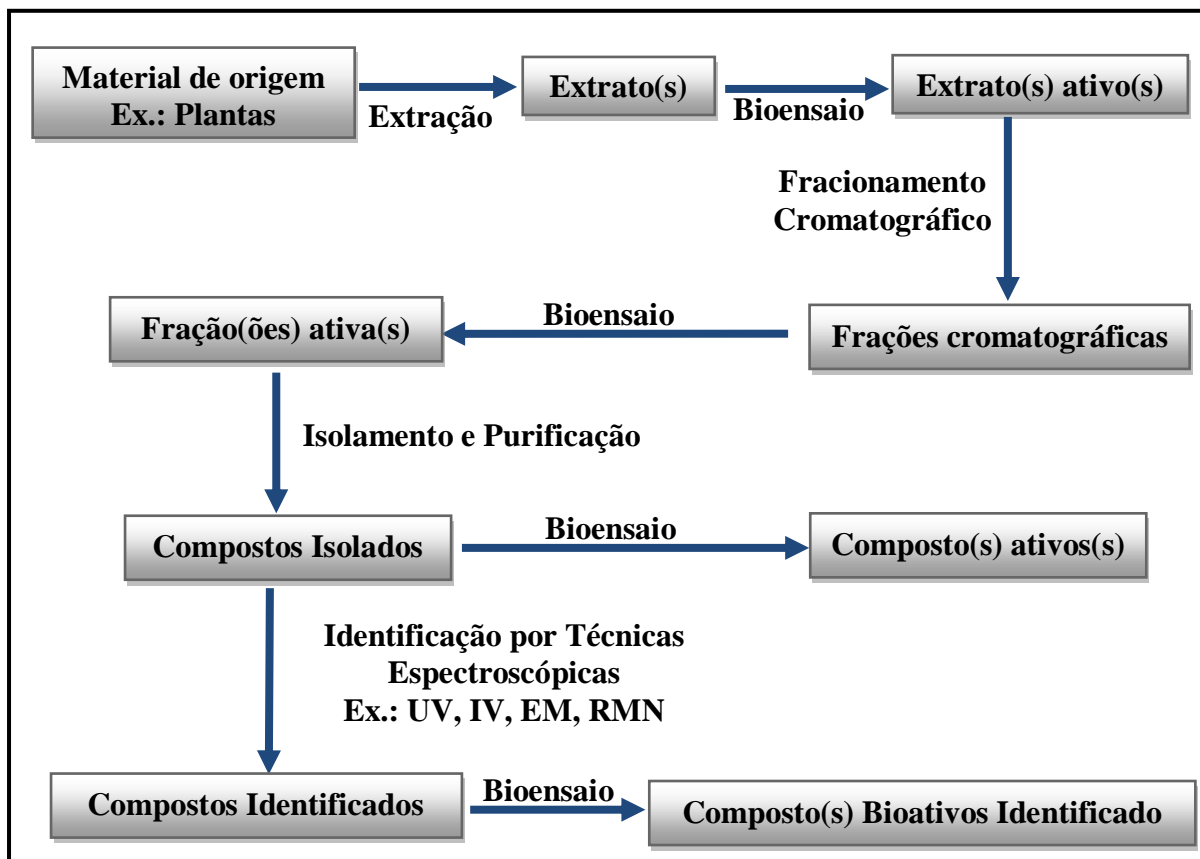 Material de origem
Ex.: Plantas
Extração
Extrato(s)
Bioensaio
Extrato(s) ativo(s)
Fracionamento
Cromatográfico
Frações cromatográficas
Bioensaio
Fração(ões) ativa(s)
Isolamento e Purificação
Compostos Isolados
Bioensaio
Composto(s) ativos(s)
Identificação por Técnicas
Espectroscópicas
Ex.: UV, IV, EM, RMN
Compostos Identificados
Bioensaio
Composto(s) Bioativos Identificado